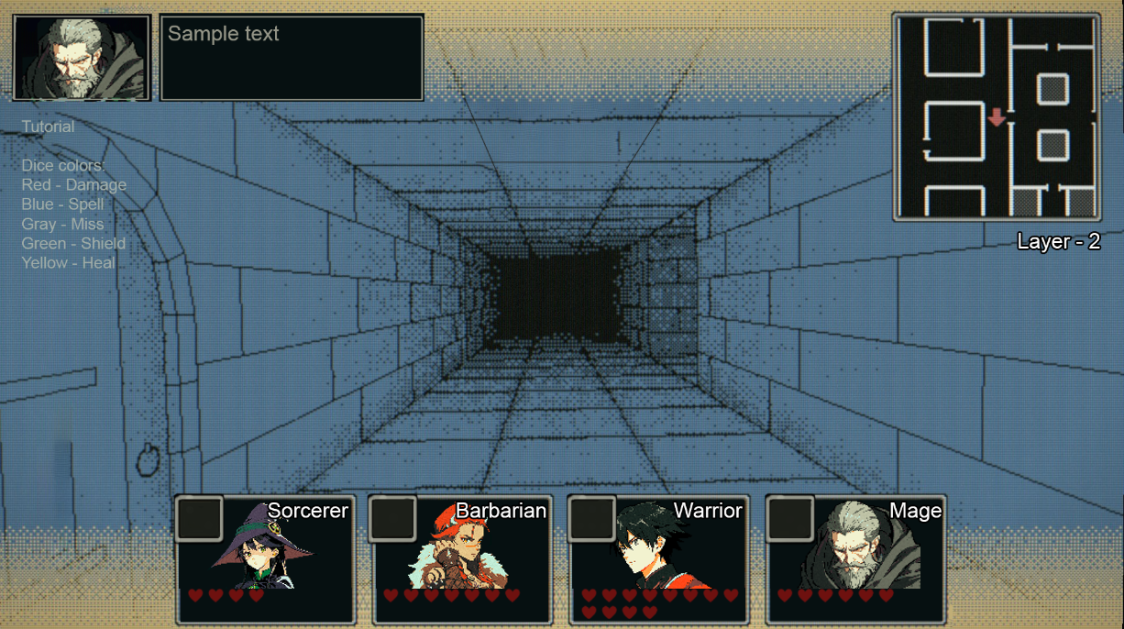 Sample text
Tutorial
Dice colors:
Red - Damage
Blue - Spell
Gray - Miss
Green - Shield
Yellow - Heal
Layer - 2
Sorcerer
Barbarian
Warrior
Mage